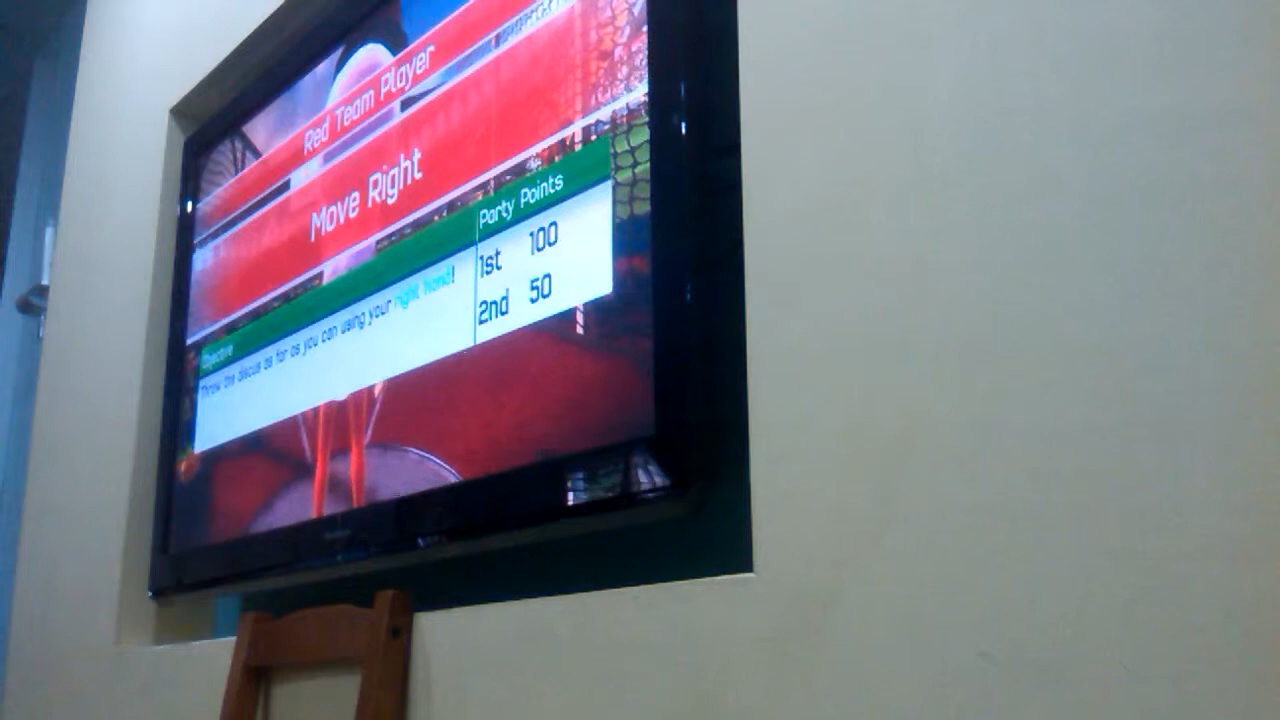 Red Team Player
Move Right
Objective
Party Points
Throw the discus as far as you can using your right hand!
1st 100
2nd 50